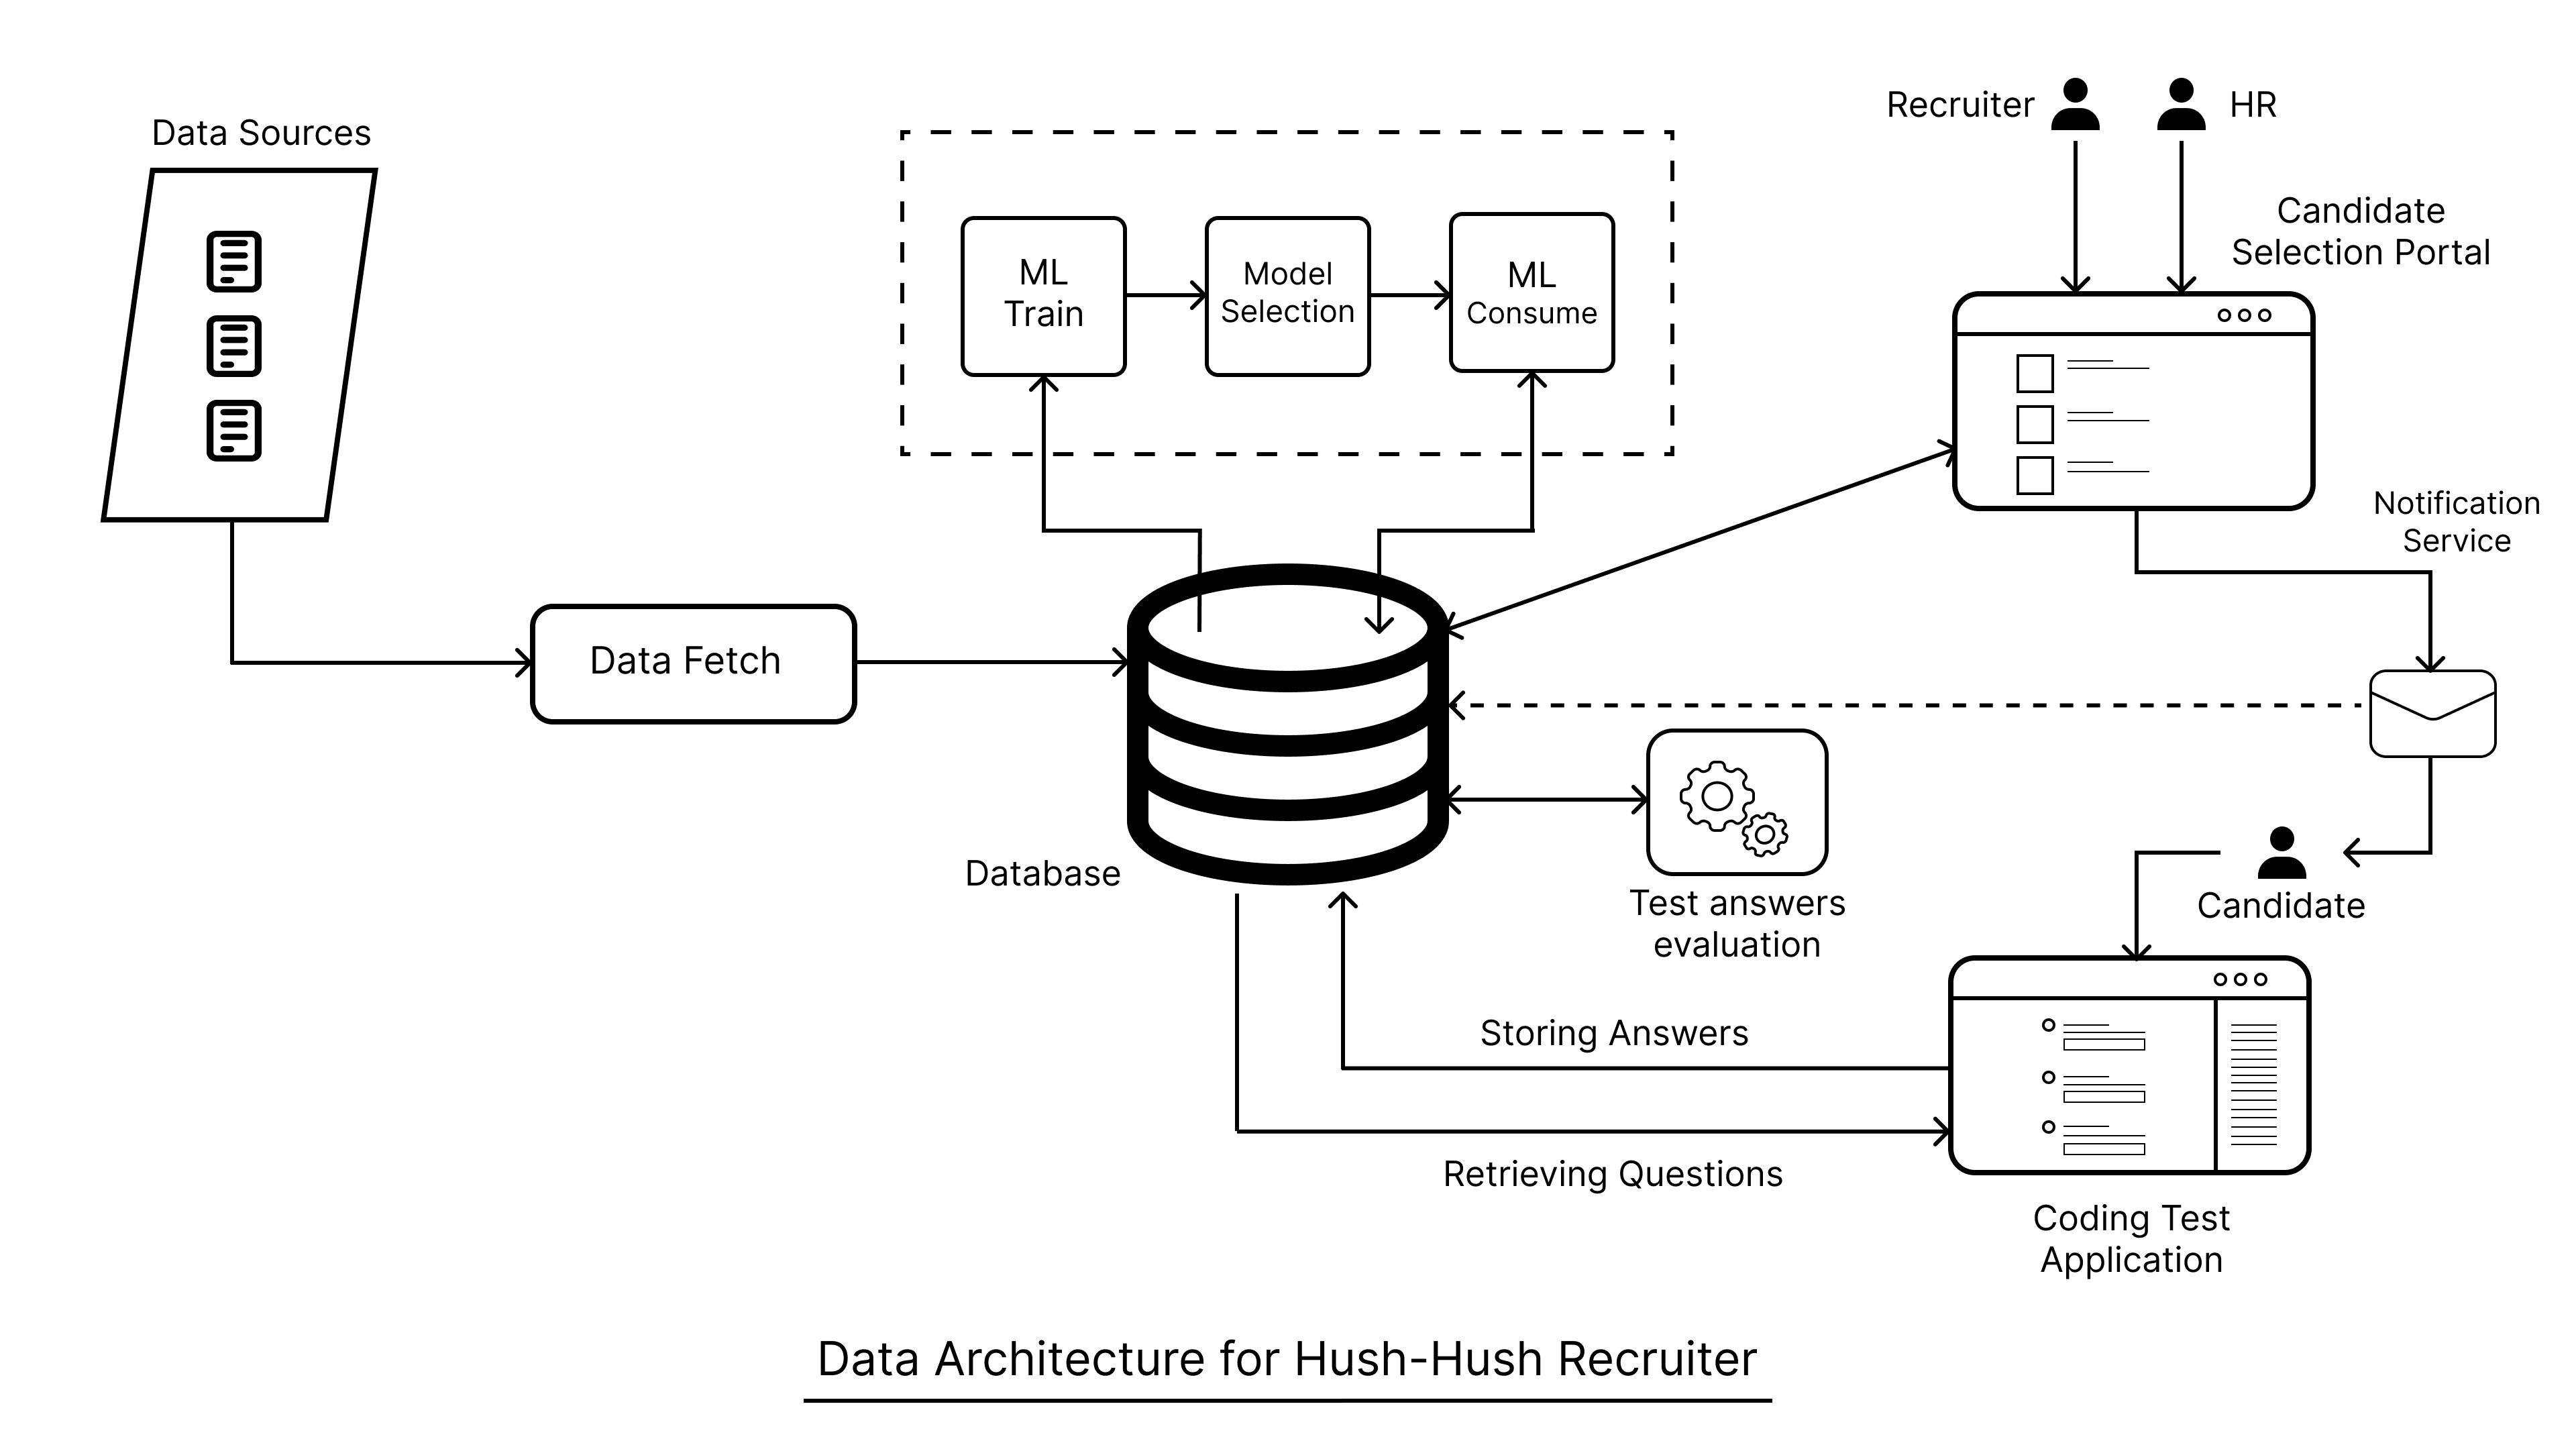 Recruiter
HR
Data Sources
Candidate
Selection Portal
ML
Train
Model
Selection
ML
Consume
Notification
Service
Data Fetch
Database
Test answers
evaluation
Candidate
Storing Answers
Retrieving Questions
Coding Test
Application
Data Architecture for Hush-Hush Recruiter